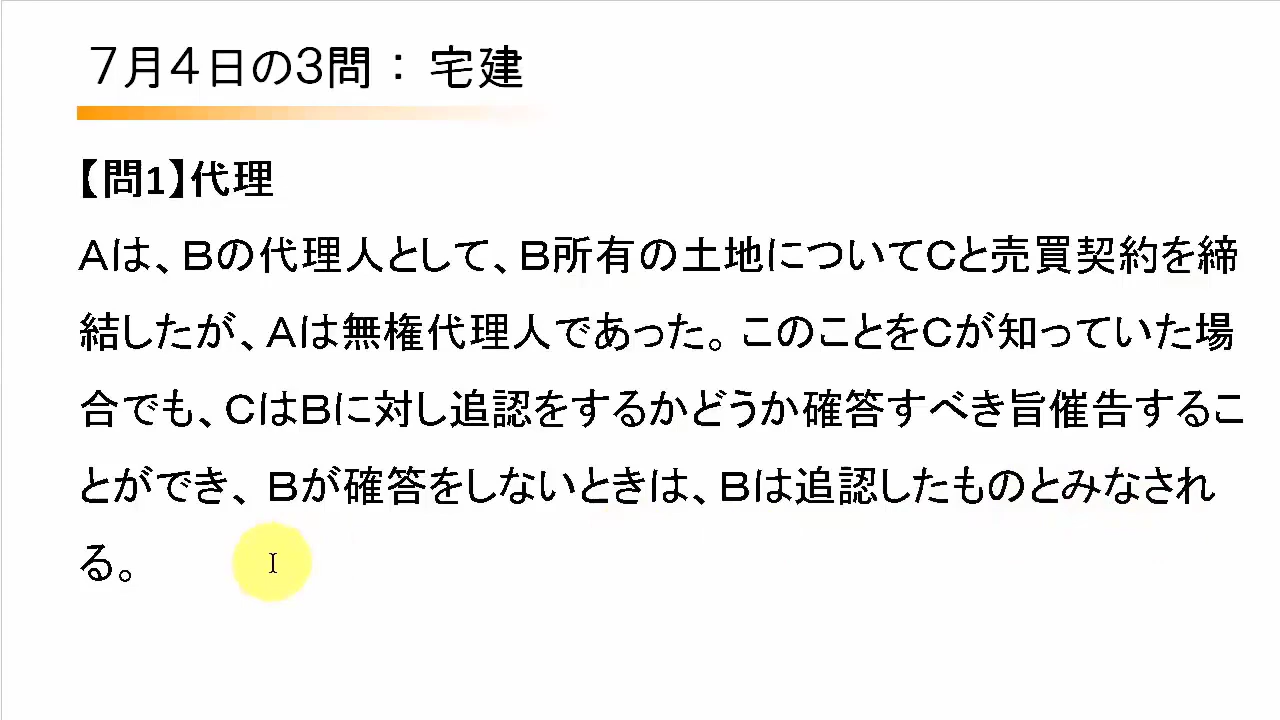 ７月４日の３問：宅建
【問1】代理
Ａは、Ｂの代理人として、Ｂ所有の土地についてＣと売買契約を締
結したが、Ａは無権代理人であった。このことをＣが知っていた場
合でも、ＣはＢに対し追認をするかどうか確答すべき旨催告するこ
とができ、Ｂが確答をしないときは、Ｂは追認したものとみなされ
る。